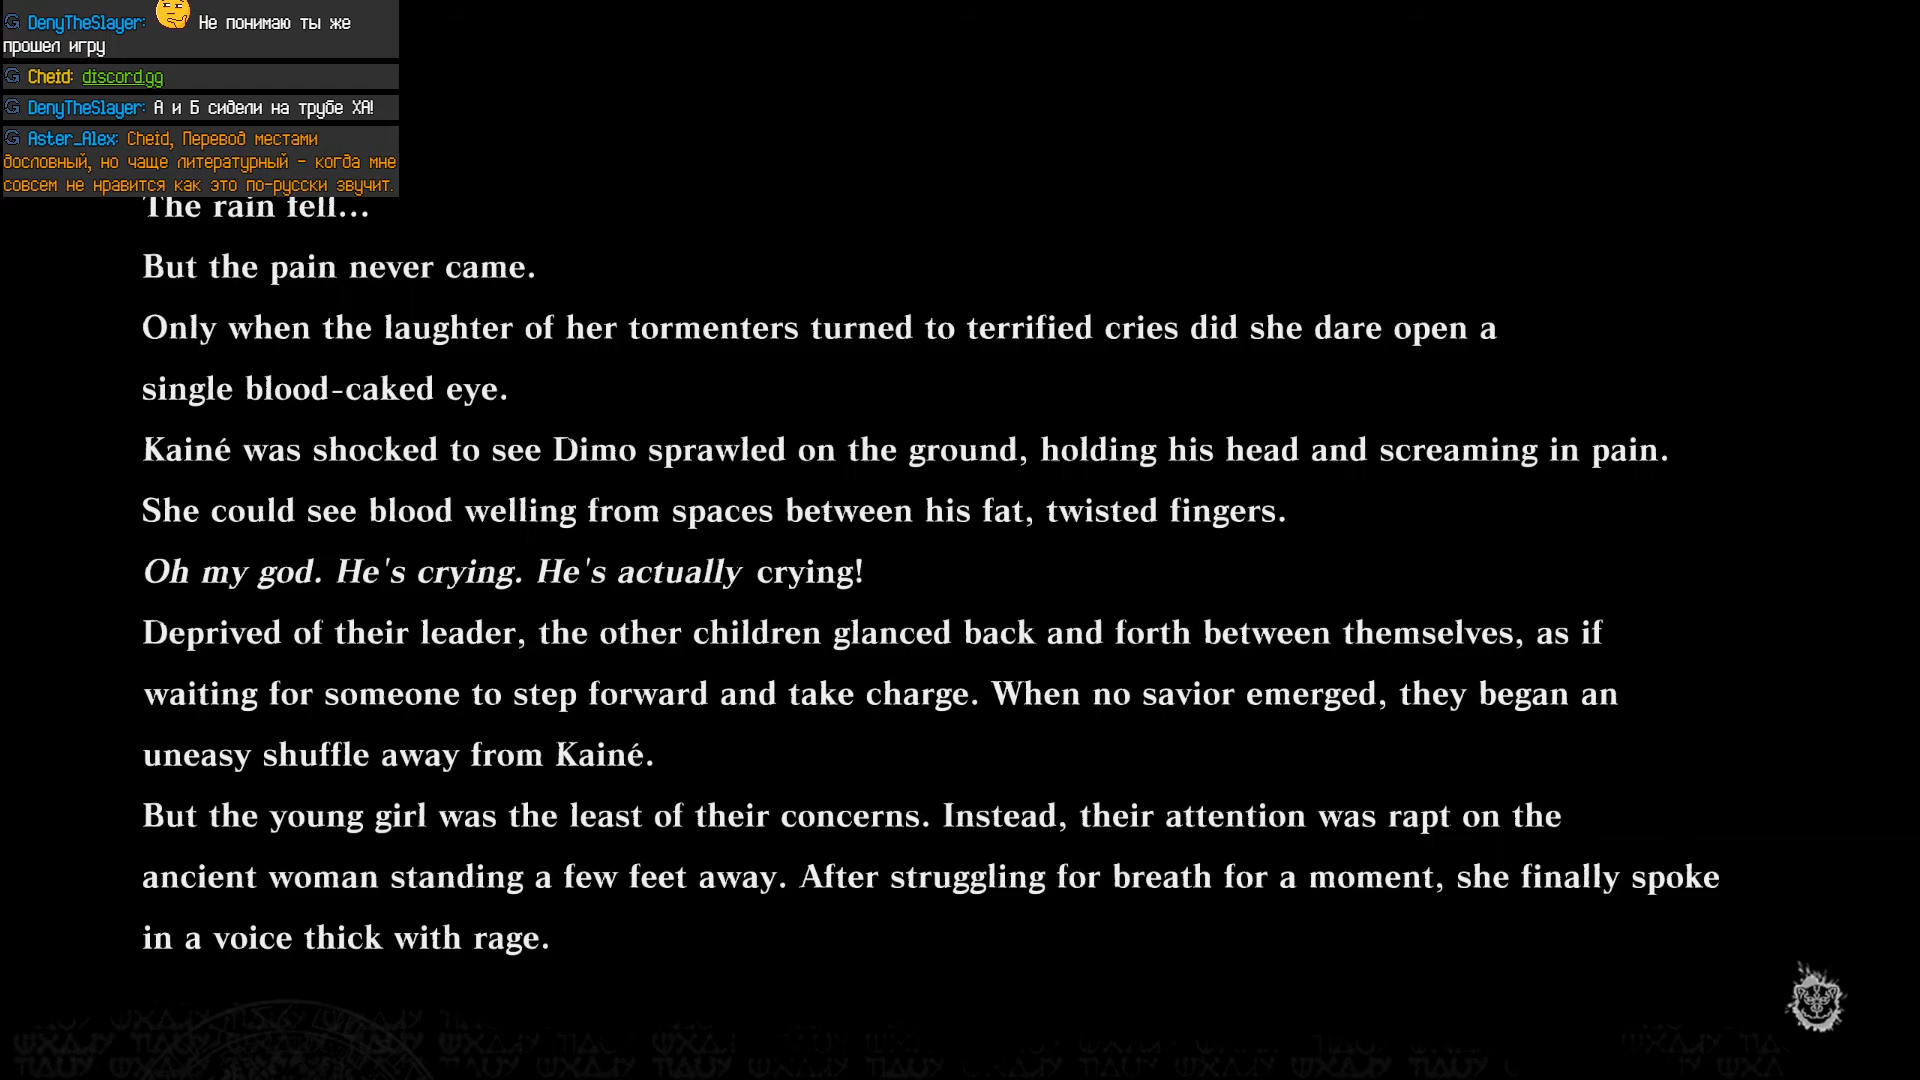 DenyTheSlayer: Не понимаю ты же
прошел игру
Cheid: discord.gg
DenyTheSlayer: А и Б сидели на трубе ХА!
Aster_Alex: Cheid, Перевод местами
дословный, но чаще литературный - когда мне
совсем не нравится как это по-русски звучит.
The rain fell...
But the pain never came.
Only when the laughter of her tormenters turned to terrified cries did she dare open a
single blood-caked eye.
Kainé was shocked to see Dimo sprawled on the ground, holding his head and screaming in pain.
She could see blood welling from spaces between his fat, twisted fingers.
Oh my god. He's crying. He's actually crying!
Deprived of their leader, the other children glanced back and forth between themselves, as if
waiting for someone to step forward and take charge. When no savior emerged, they began an
uneasy shuffle away from Kainé.
But the young girl was the least of their concerns. Instead, their attention was rapt on the
ancient woman standing a few feet away. After struggling for breath for a moment, she finally spoke
in a voice thick with rage.